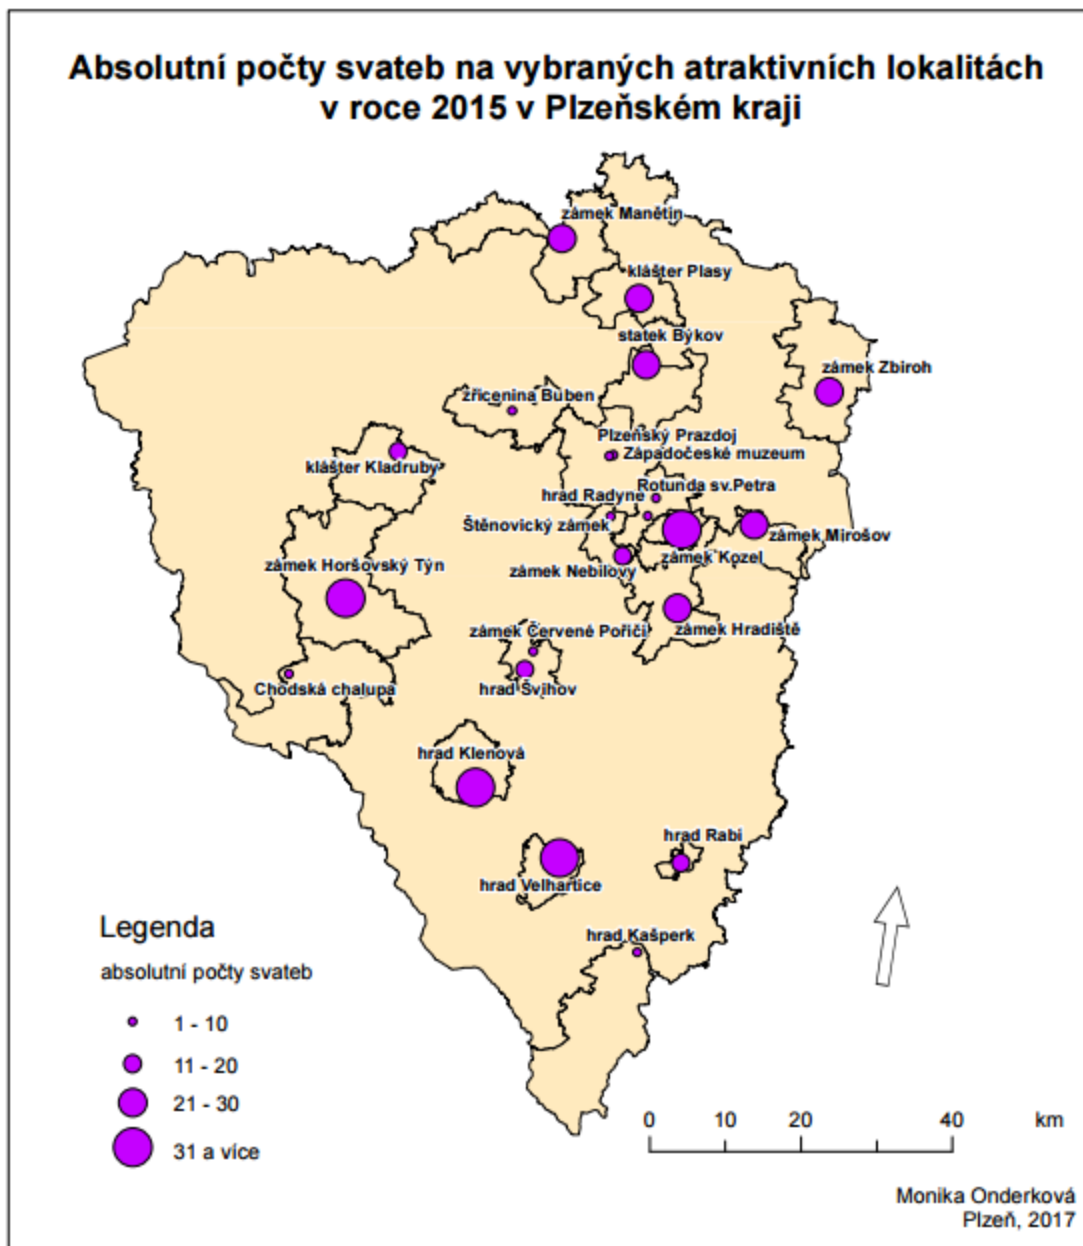 Absolutní počty svateb na vybraných atraktivních lokalitách
v roce 2015 v Plzeňském kraji
zámek Manětín
klášter Plasy
statek Býkov
zámek Zbiroh
zřícenina Buben
Plzeňský Prazdoj
Západočeské muzeum
klášter Kladruby
Rotunda sv.Petra
hrad Radyně
Štěnovický zámek
zámek Mirošov
zámek Kozel
zámek Nebílovy
zámek Horšovský Týn
zámek Hradiště
zámek Červené Poříčí
Chodská chalupa
hrad Švihov
hrad Klenová
hrad Rabí
hrad Velhartice
hrad Kašperk
Legenda
absolutní počty svateb
1 - 10
11 - 20
21 - 30
31 a více
0 10 20 40 km
Monika Onderková
Plzeň, 2017